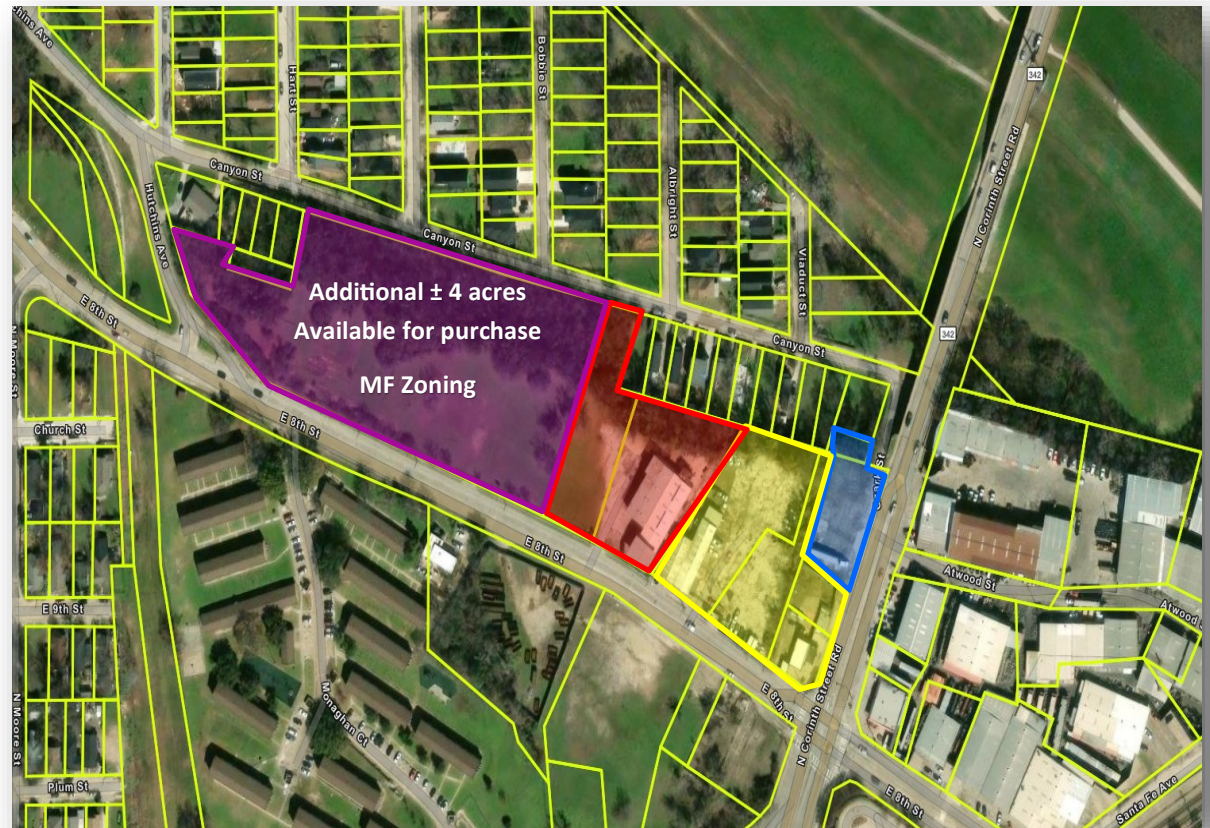 hins Ave
Hart St
Bobbie St
342
N Corinth Street Rd
Canyon St
Albright St
Hutchins Ave
Canyon St
Viaduct St
Additional ± 4 acres
Available for purchase
MF Zoning
E 8th St
N Moore St
342
Canyon St
Church St
E 8th St
E 8th St
Atwood St
Atwood S
E 9th St
N Moore St
Monaghan Ct
N Corinth Street Rd
E 8th St
Plum St
E 8th St
Santa Fe Ave